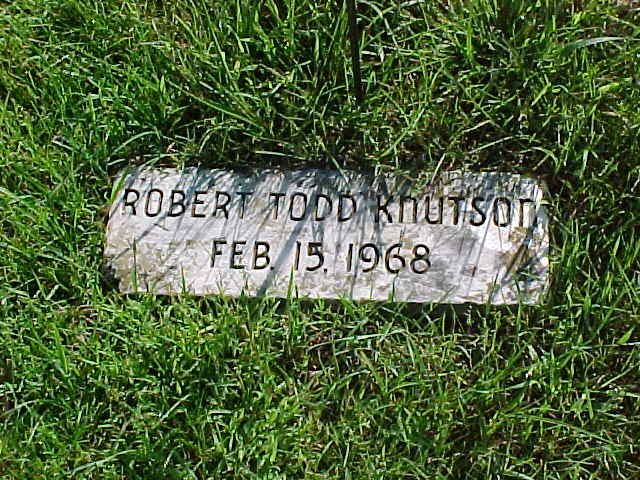 ROBERT TODD KNUTSON
FEB. 15, 1968